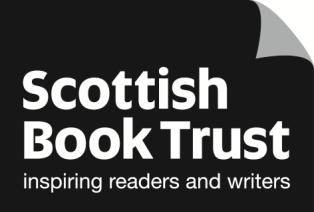 Scottish
Book Trust
inspiring readers and writers